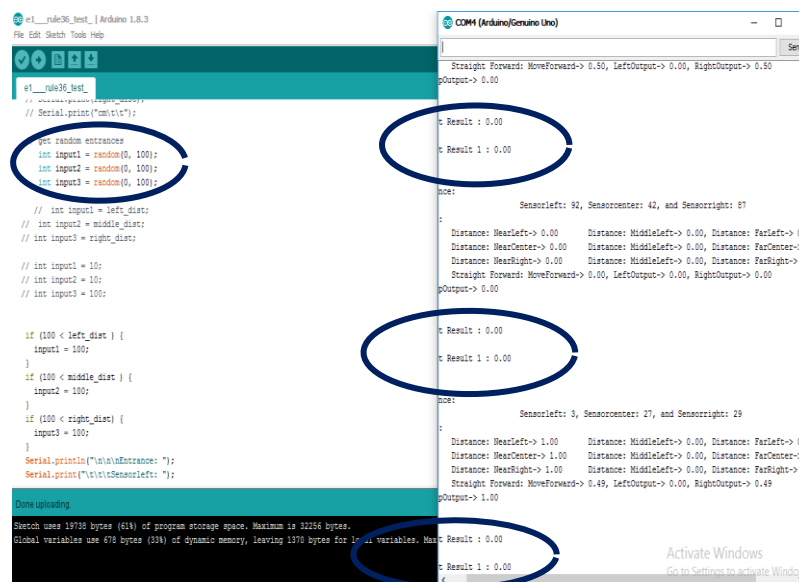 e1___rule36_test_ | Arduino 1.8.3
File Edit Sketch Tools Help
e1___rule36_test_
// Serial.print(right_dist);
// Serial.print("cm\t\t");
get random entrances
int input1 = random(0, 100);
int input2 = random(0, 100);
int input3 = random(0, 100);
// int input1 = left_dist;
// int input2 = middle_dist;
// int input3 = right_dist;
// int input1 = 10;
// int input2 = 10;
// int input3 = 100;
if (100 < left_dist ) {
input1 = 100;
}
if (100 < middle_dist ) {
input2 = 100;
}
if (100 < right_dist) {
input3 = 100;
}
Serial.println("\n\n\nEntrance: ");
Serial.print("\t\t\tSensorleft: ");
Done uploading.
Sketch uses 19738 bytes (61%) of program storage space. Maximum is 32256 bytes.
Global variables use 678 bytes (33%) of dynamic memory, leaving 1370 bytes for local variables. Max
COM4 (Arduino/Genuino Uno)
Sen
Straight Forward: MoveForward-> 0.50, LeftOutput-> 0.00, RightOutput-> 0.50
pOutput-> 0.00
t Result : 0.00
t Result 1 : 0.00
nce:
Sensorleft: 92, Sensorcenter: 42, and Sensorright: 87
:
Distance: NearLeft-> 0.00 Distance: MiddleLeft-> 0.00, Distance: FarLeft->
Distance: NearCenter-> 0.00 Distance: MiddleLeft-> 0.00, Distance: FarCenter-
Distance: NearRight-> 0.00 Distance: MiddleLeft-> 0.00, Distance: FarRight->
Straight Forward: MoveForward-> 0.00, LeftOutput-> 0.00, RightOutput-> 0.00
pOutput-> 0.00
t Result : 0.00
t Result 1 : 0.00
nce:
Sensorleft: 3, Sensorcenter: 27, and Sensorright: 29
:
Distance: NearLeft-> 1.00 Distance: MiddleLeft-> 0.00, Distance: FarLeft->
Distance: NearCenter-> 1.00 Distance: MiddleLeft-> 0.00, Distance: FarCenter-
Distance: NearRight-> 1.00 Distance: MiddleLeft-> 0.00, Distance: FarRight->
Straight Forward: MoveForward-> 0.49, LeftOutput-> 0.00, RightOutput-> 0.49
pOutput-> 1.00
t Result : 0.00
t Result 1 : 0.00
Activate Windows
Go to Settings to activate Windo